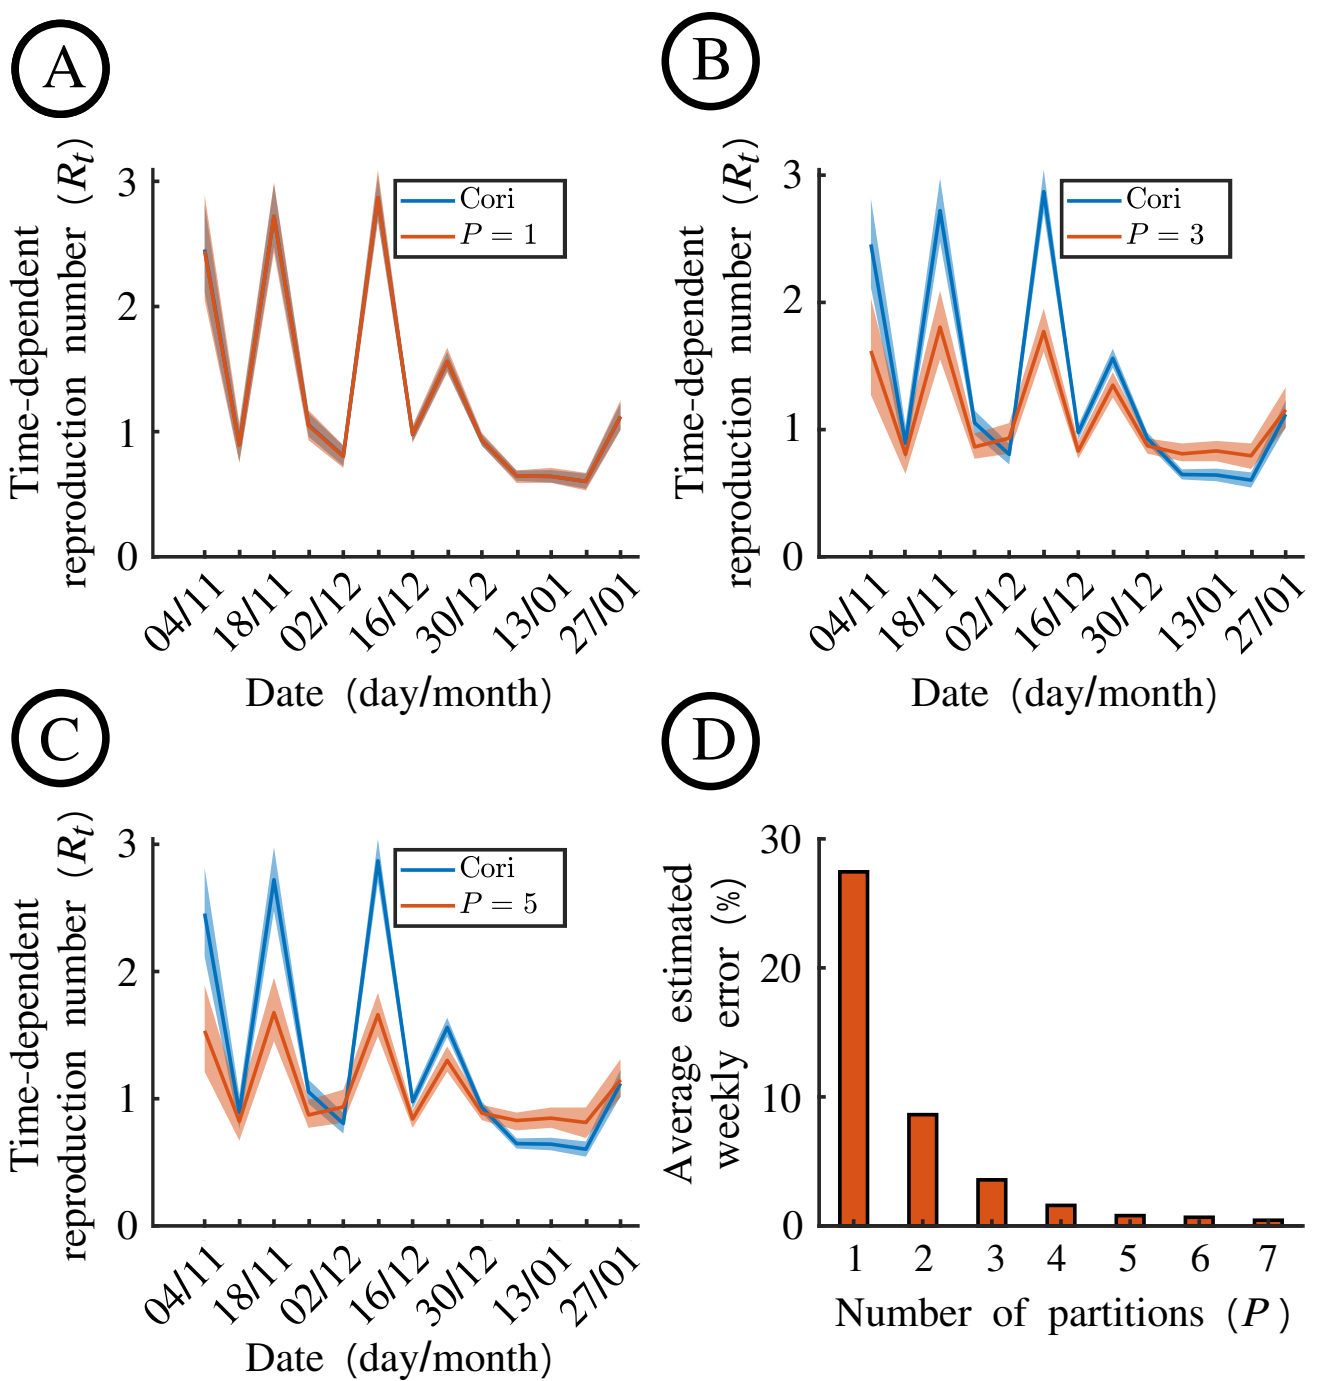 A
Time-dependent
reproduction number (Rt)
3
2
1
0
Cori
P = 1
04/11
18/11
02/12
16/12
30/12
13/01
27/01
Date (day/month)
B
Time-dependent
reproduction number (Rt)
3
2
1
0
Cori
P = 3
04/11
18/11
02/12
16/12
30/12
13/01
27/01
Date (day/month)
C
Time-dependent
reproduction number (Rt)
3
2
1
0
Cori
P = 5
04/11
18/11
02/12
16/12
30/12
13/01
27/01
Date (day/month)
D
Average estimated
weekly error (%)
30
20
10
0
1 2 3 4 5 6 7
Number of partitions (P)